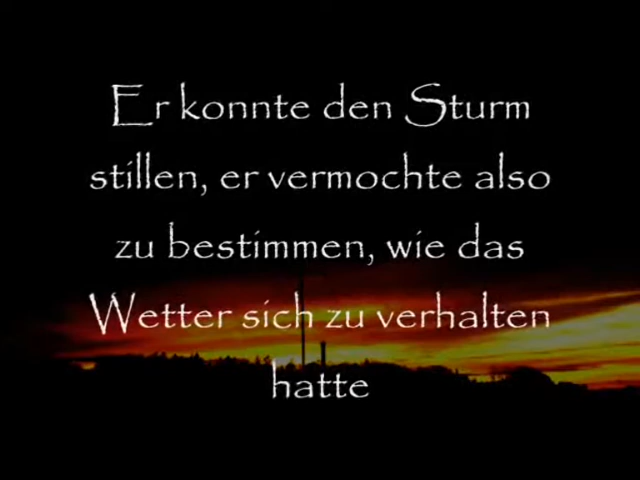 Er konnte den Sturm
stillen, er vermochte also
zu bestimmen, wie das
Wetter sich zu verhalten
hatte